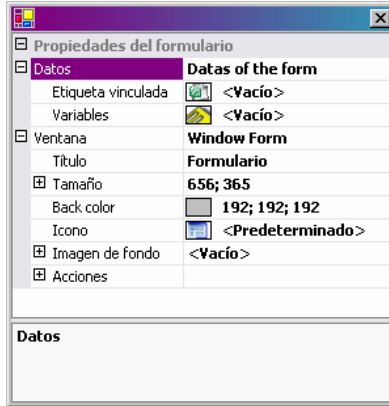 Propiedades del formulario
Datos Datas of the form
Etiqueta vinculada <Vacío>
Variables <Vacío>
Ventana Window Form
Título Formulario
Tamaño 656; 365
Back color 192; 192; 192
Icono <Predeterminado>
Imagen de fondo <Vacío>
Acciones
Datos